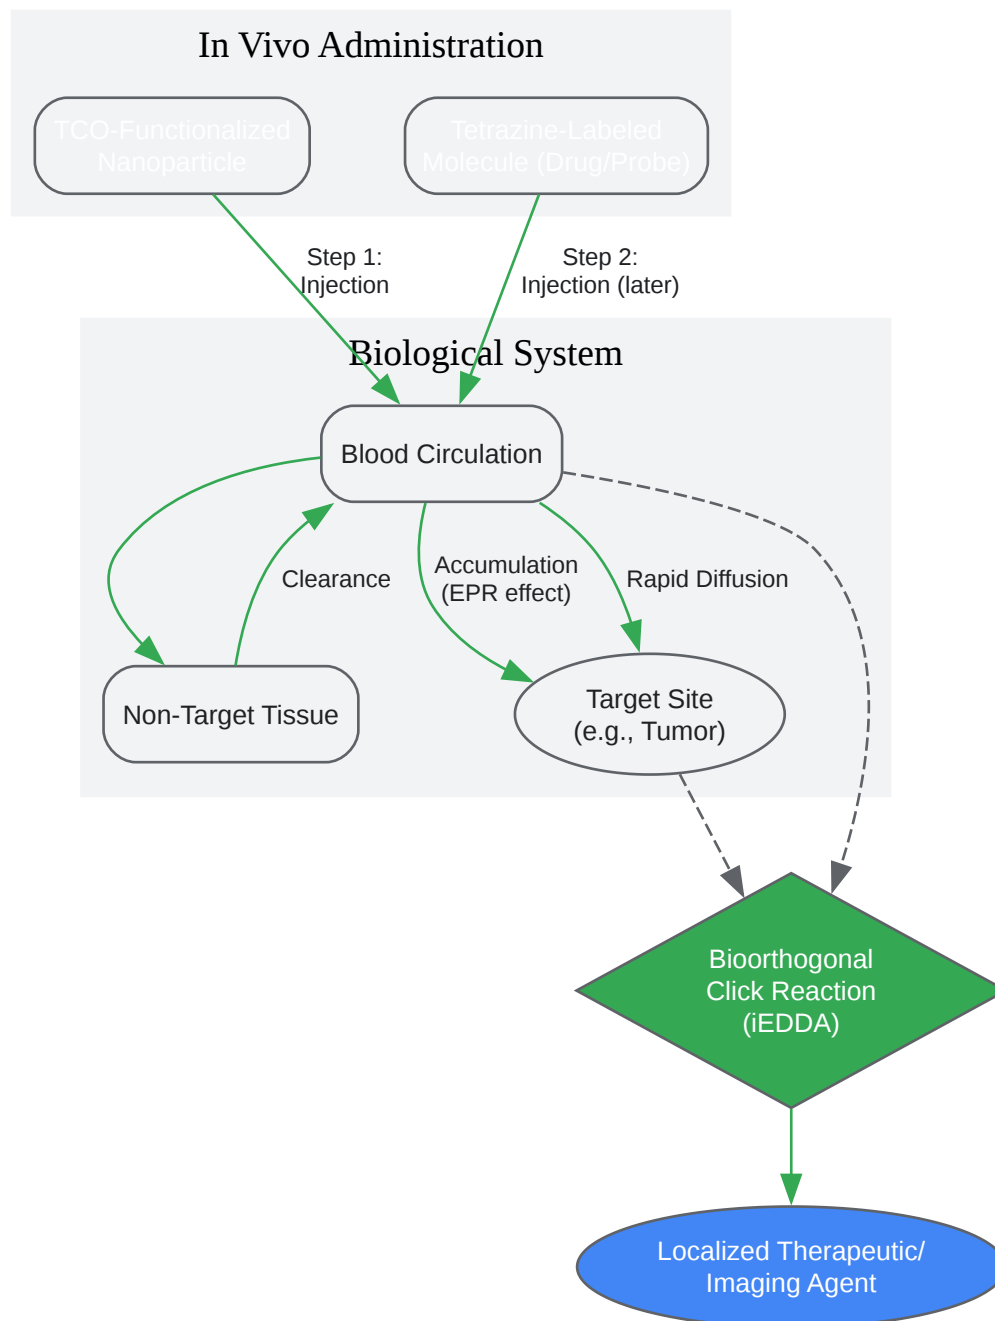 In Vivo Administration
TCO-Functionalized
Nanoparticle
Tetrazine-Labeled
Molecule (Drug/Probe)
Step 1:
Injection
Step 2:
Injection (later)
Biological System
Blood Circulation
Clearance
Accumulation
(EPR effect)
Rapid Diffusion
Non-Target Tissue
Target Site
(e.g., Tumor)
Bioorthogonal
Click Reaction
(iEDDA)
Localized Therapeutic/
Imaging Agent